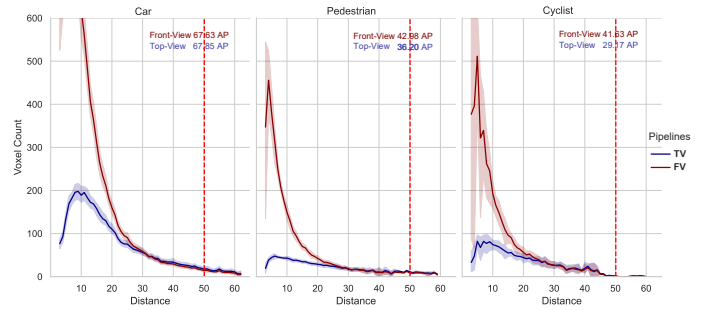 Car
Pedestrian
Cyclist
Front-View 67.63 AP
Top-View 67.85 AP
Front-View 42.98 AP
Top-View 36.20 AP
Front-View 41.63 AP
Top-View 29.17 AP
600
500
400
300
200
100
0
Voxel Count
10 20 30 40 50 60
10 20 30 40 50 60
10 20 30 40 50 60
Distance
Distance
Distance
Pipelines
TV
FV